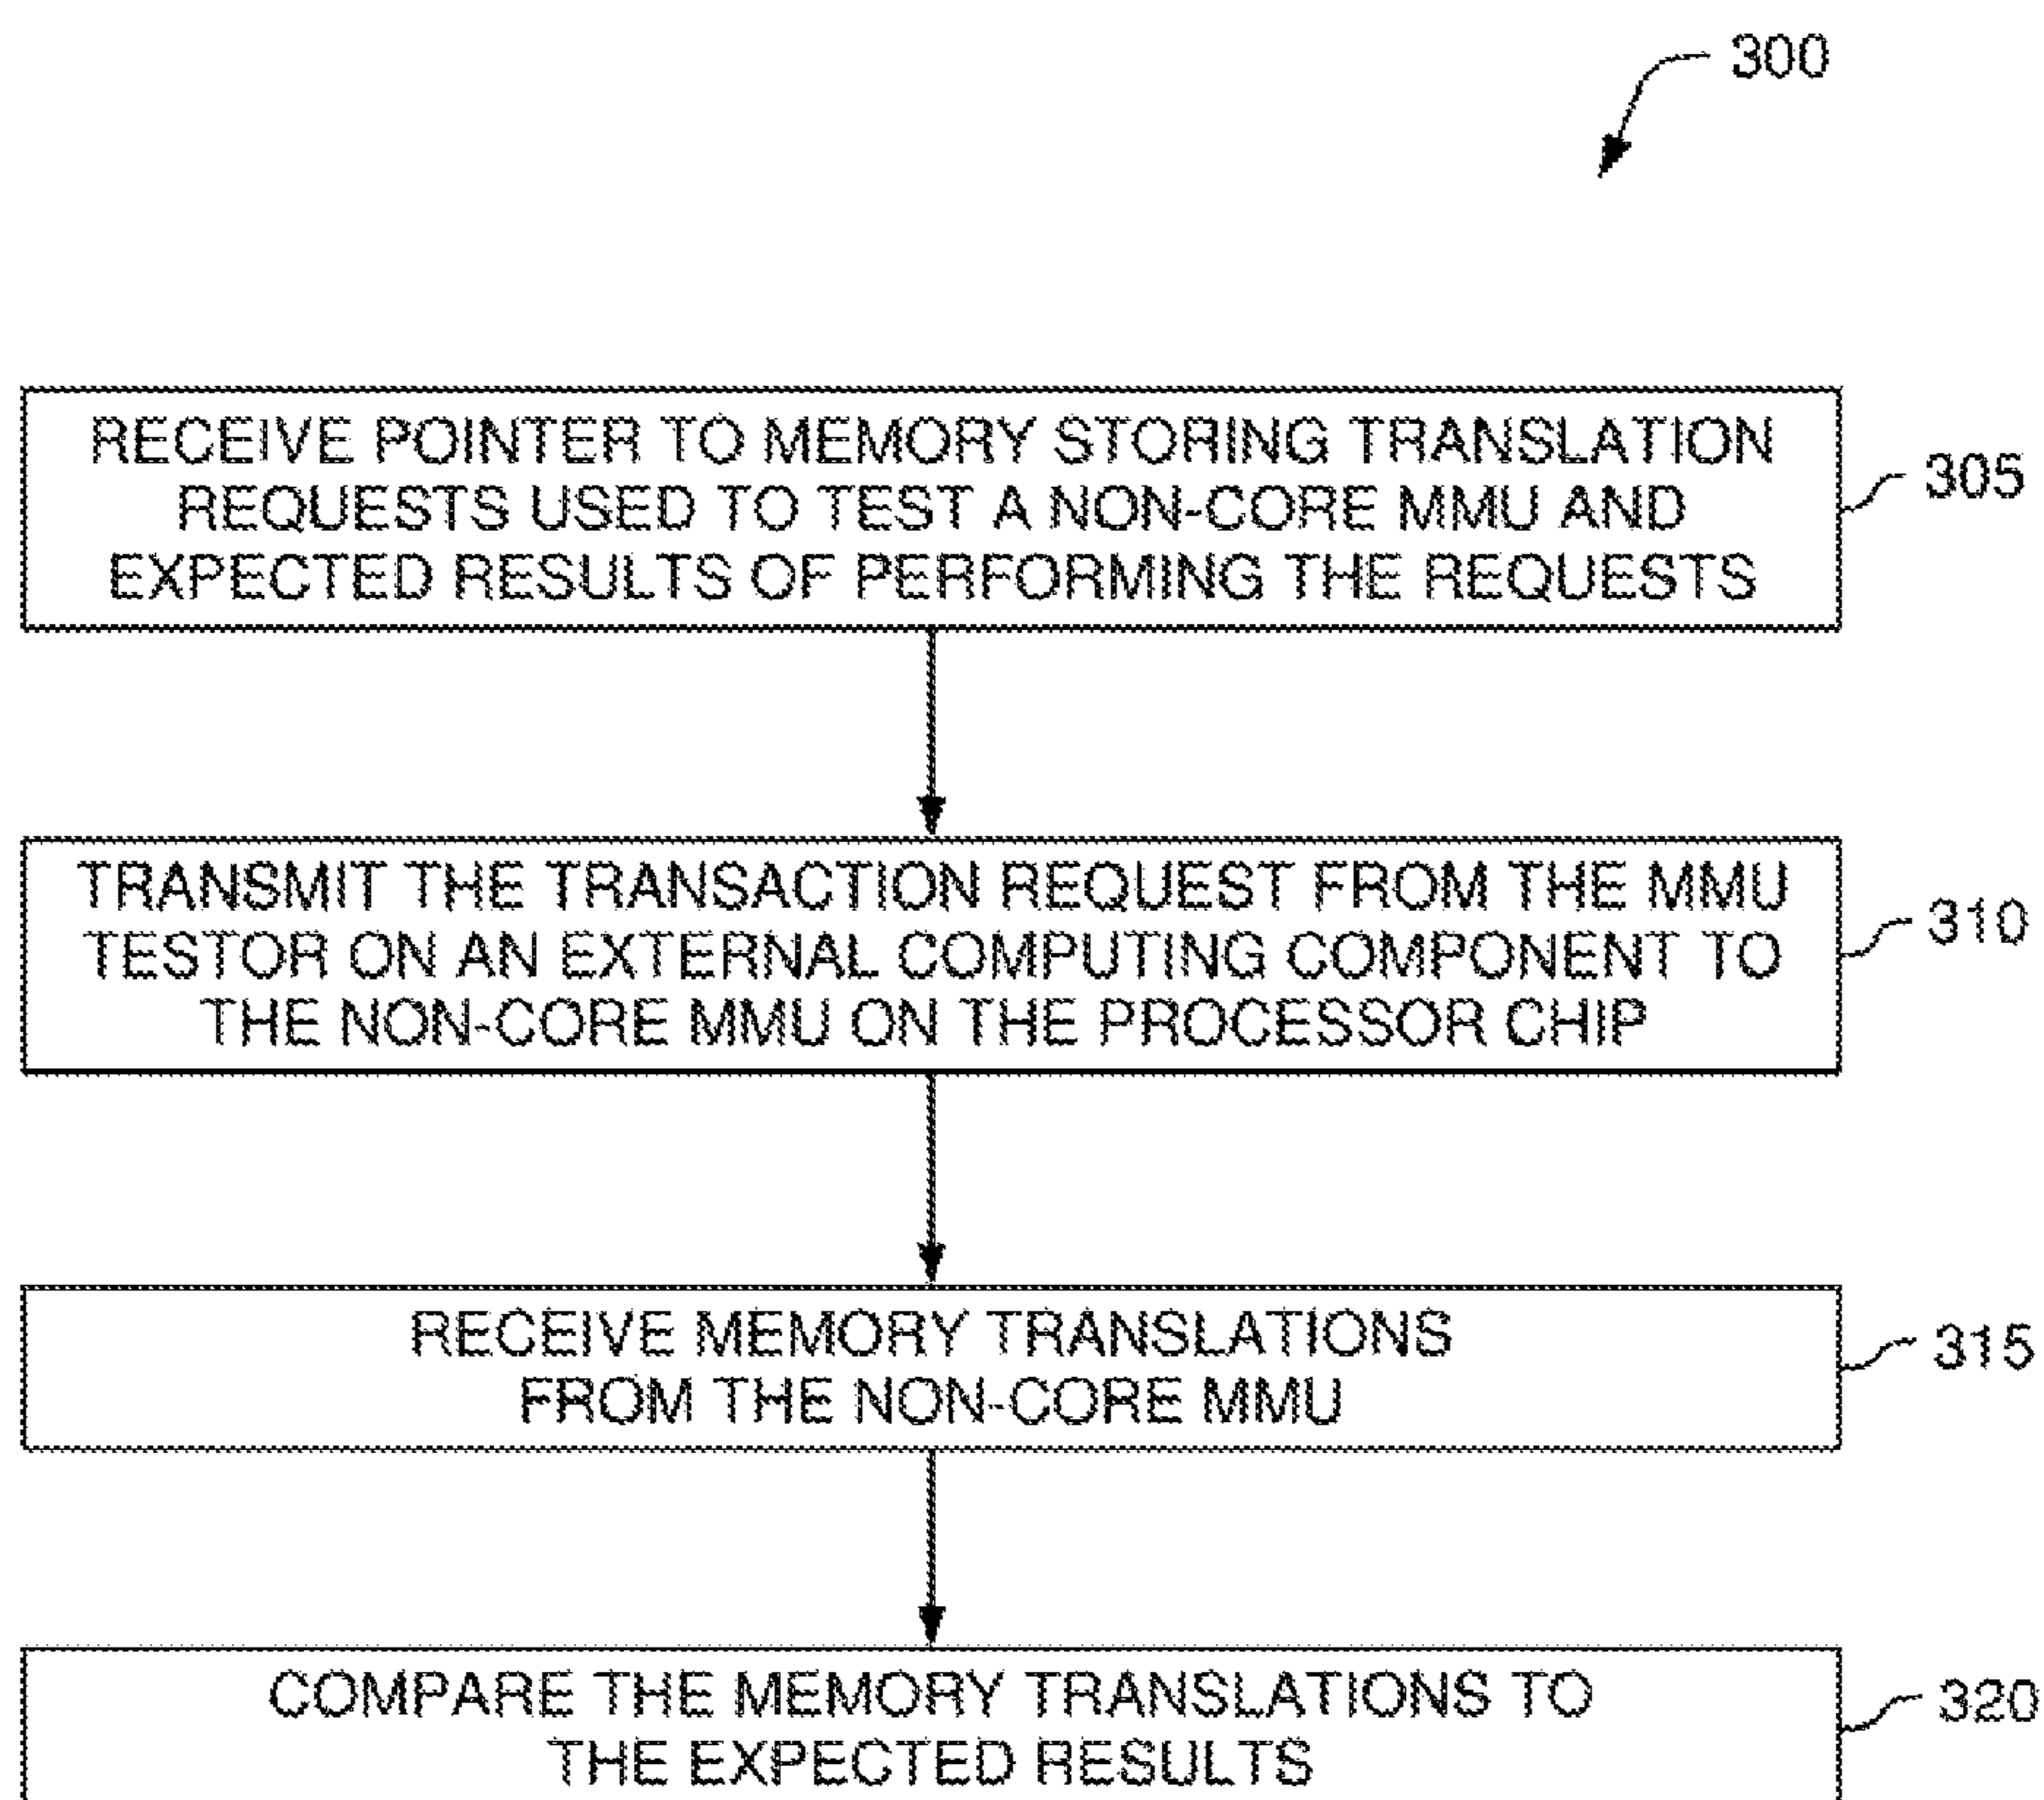 300
RECEIVE POINTER TO MEMORY STORING TRANSLATION
REQUESTS USED TO TEST A NON-CORE MMU AND
EXPECTED RESULTS OF PERFORMING THE REQUESTS
305
TRANSMIT THE TRANSACTION REQUEST FROM THE MMU
TESTOR ON AN EXTERNAL COMPUTING COMPONENT TO
THE NON-CORE MMU ON THE PROCESSOR CHIP
310
RECEIVE MEMORY TRANSLATIONS
FROM THE NON-CORE MMU
315
COMPARE THE MEMORY TRANSLATIONS TO
THE EXPECTED RESULTS
320